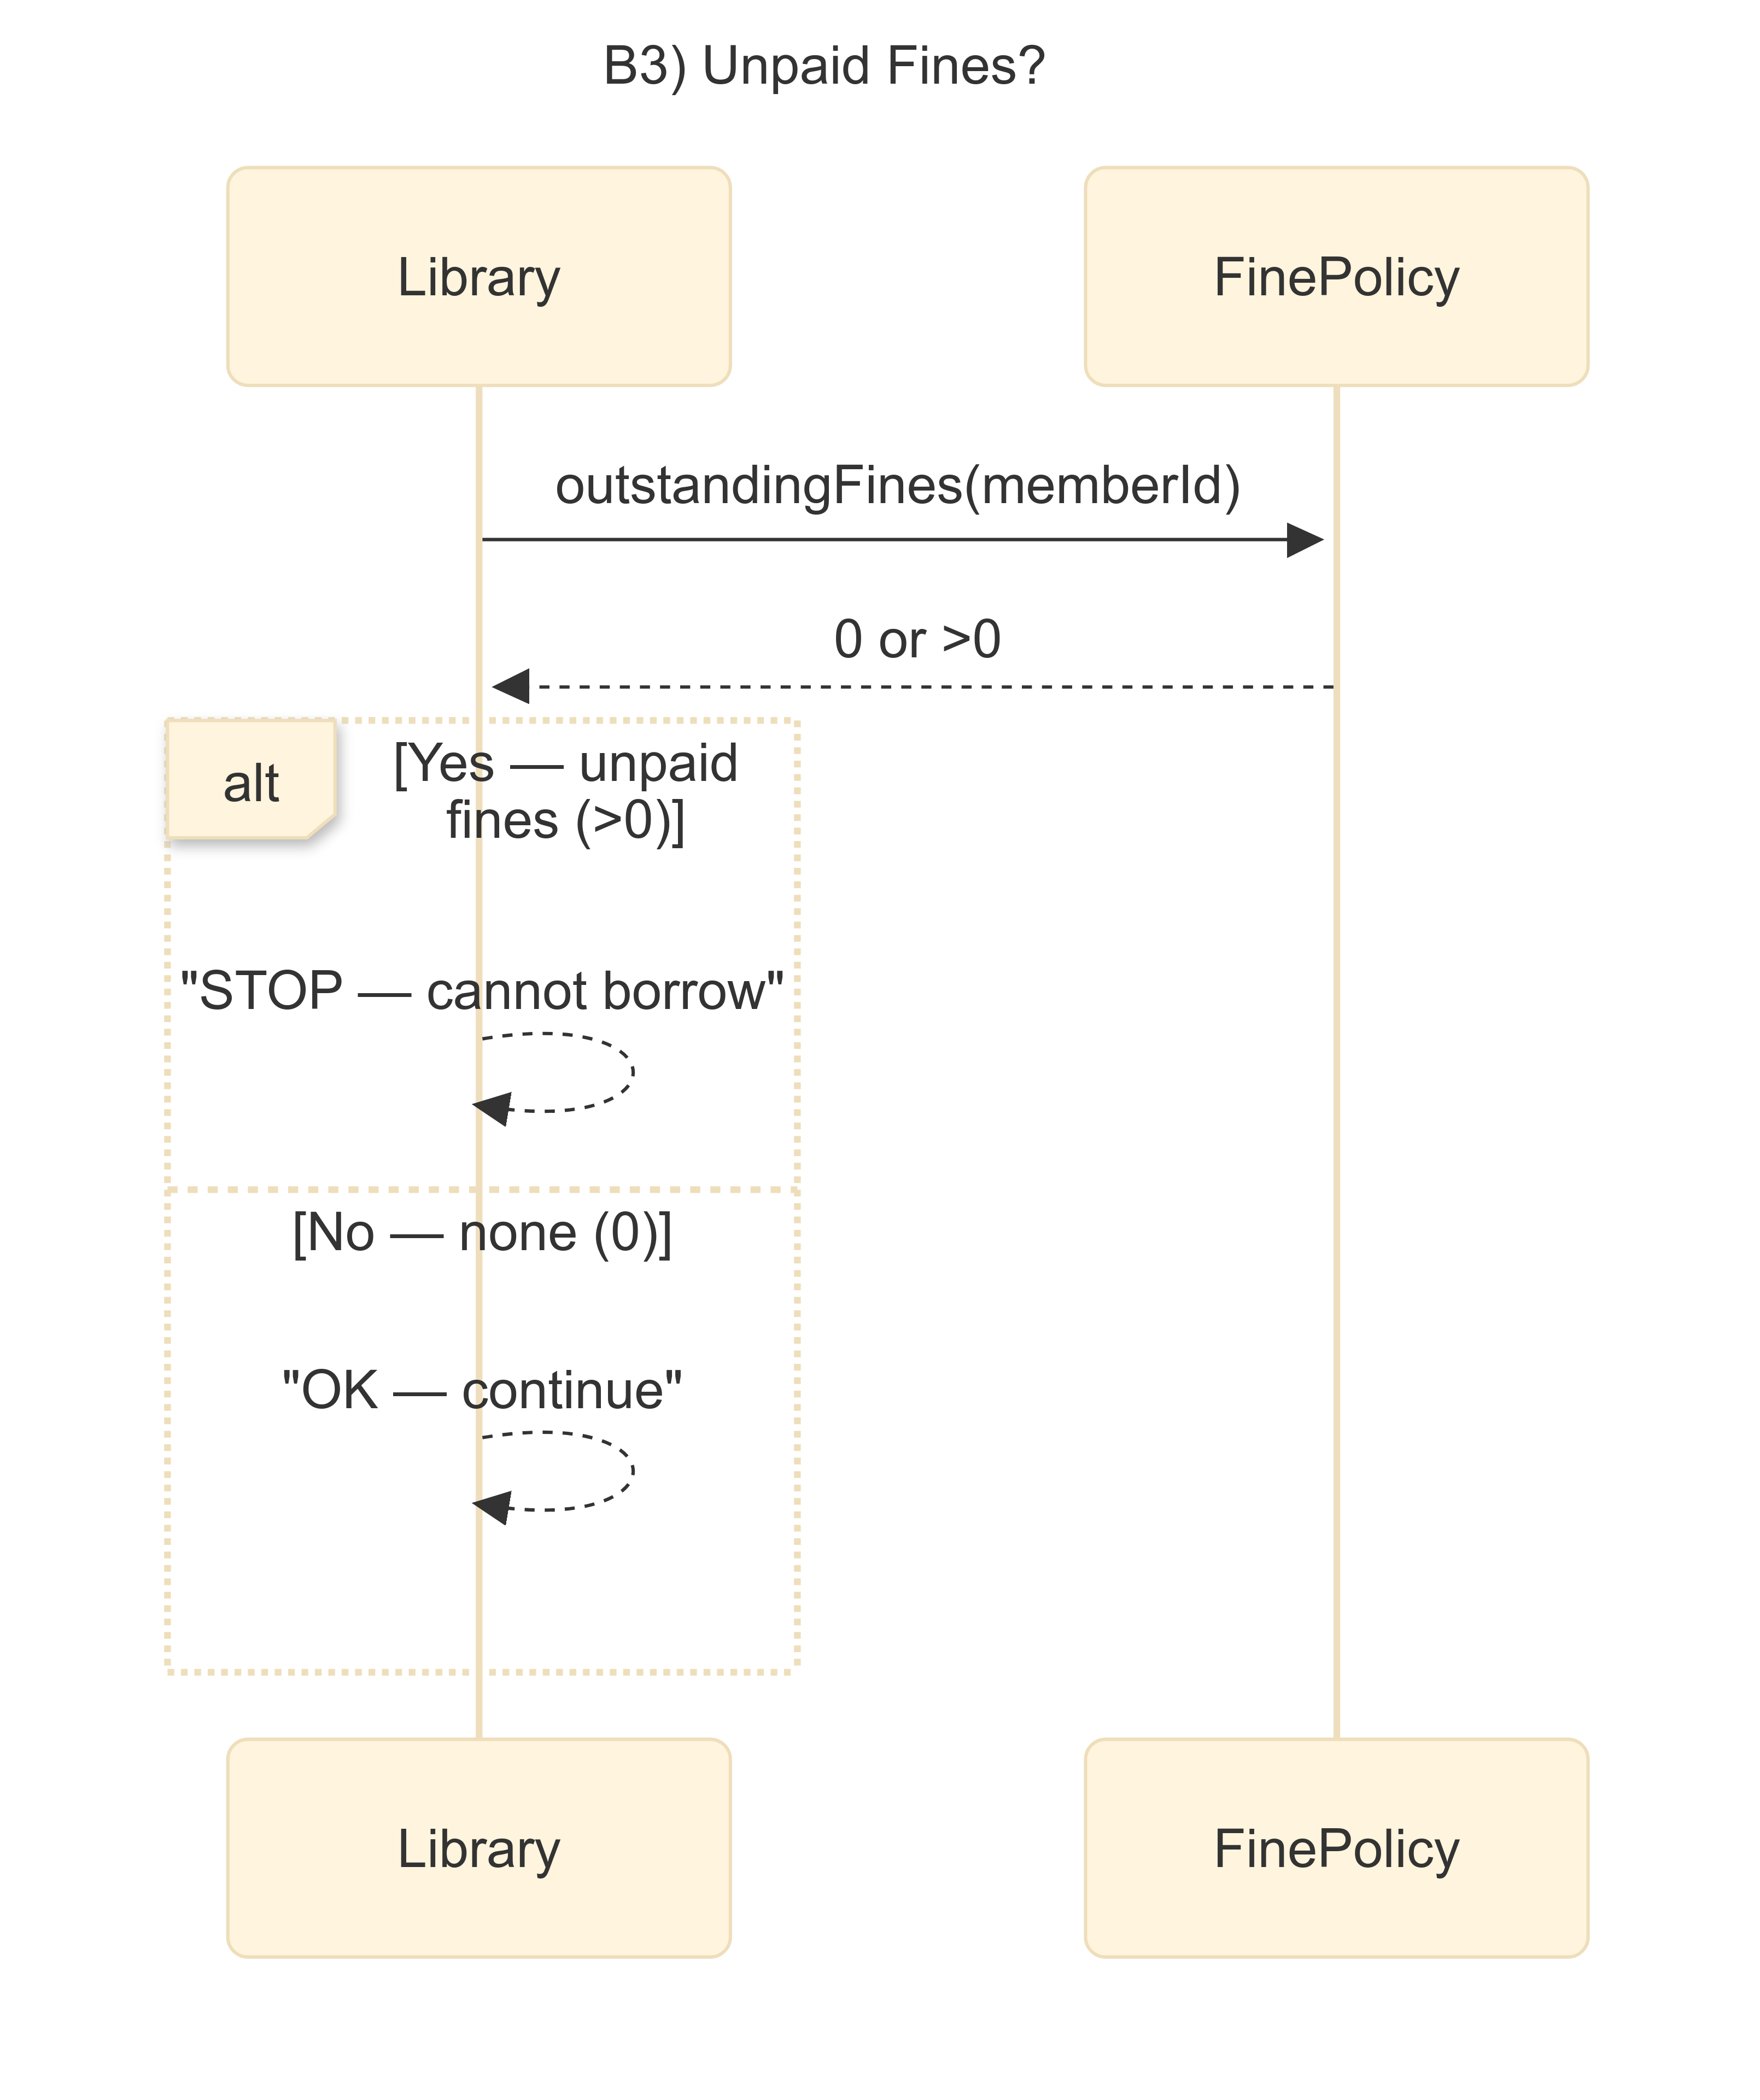 B3) Unpaid Fines?
Library
FinePolicy
outstandingFines(memberId)
0 or >0
alt
[Yes — unpaid
fines (>0)]
"STOP — cannot borrow"
[No — none (0)]
"OK — continue"
Library
FinePolicy